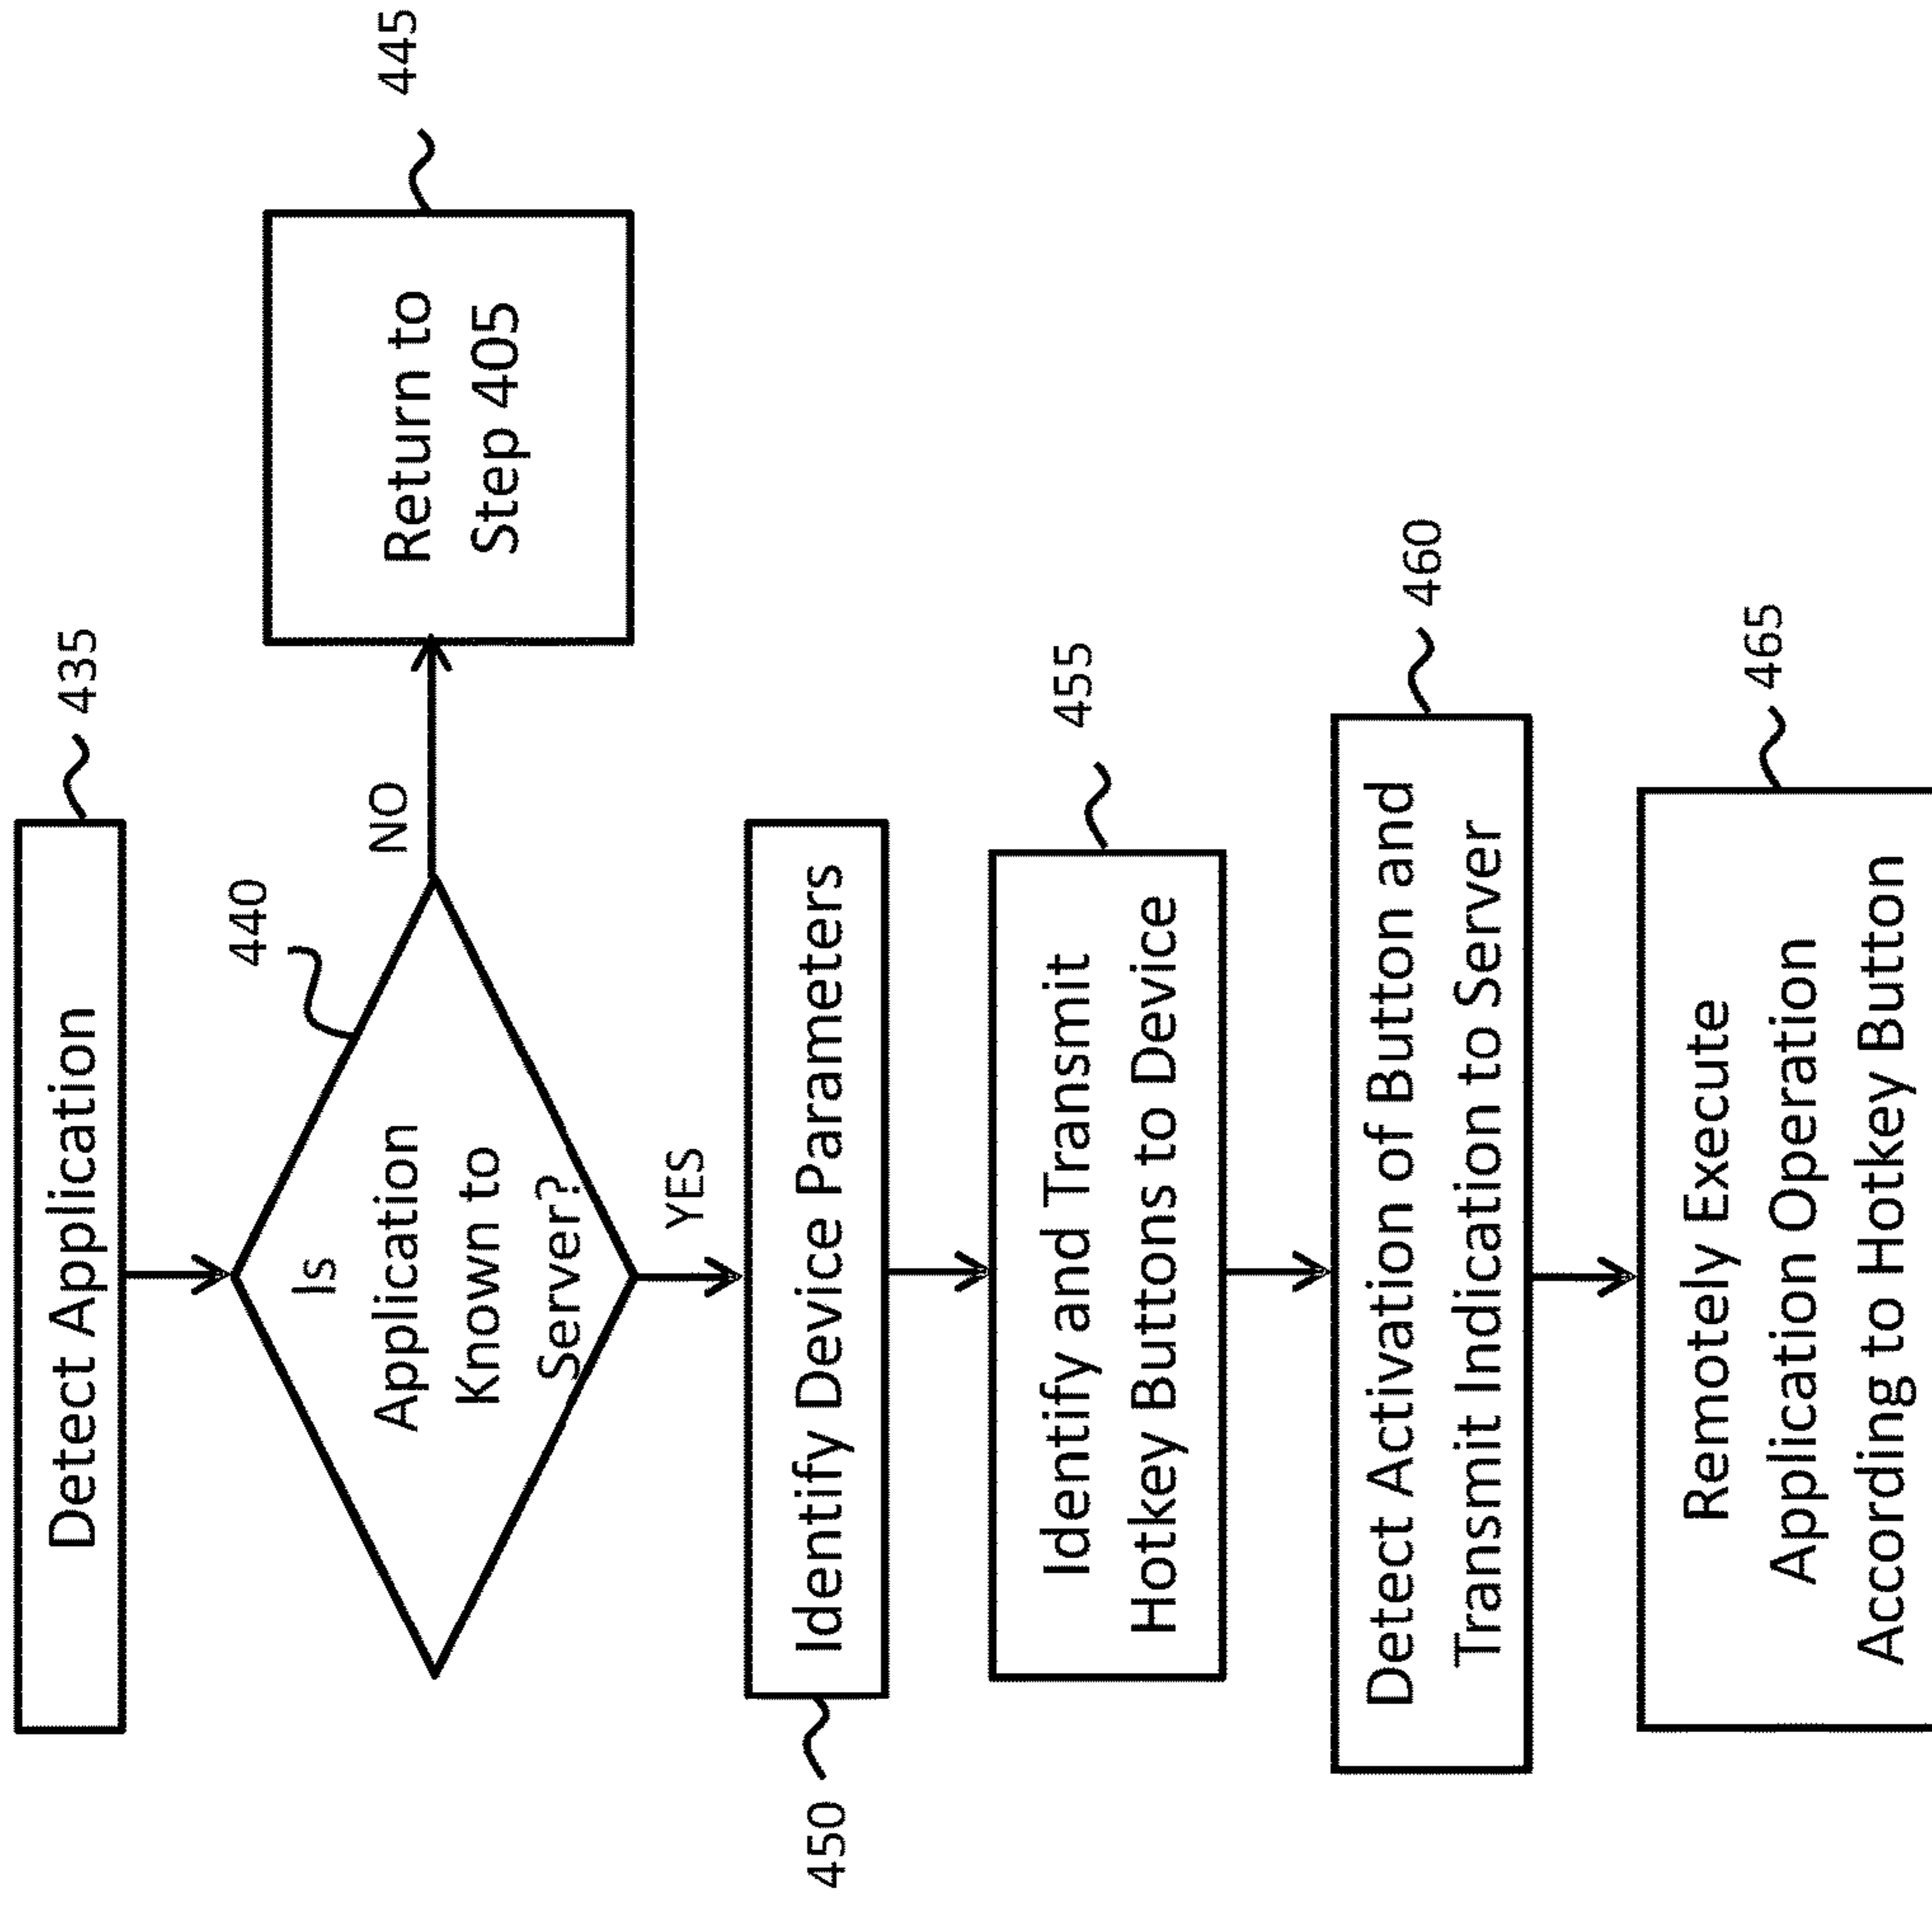 Detect Application
435
440
Is
Application
Known to
Server?
NO
Return to
Step 405
445
YES
450
Identify Device Parameters
Identify and Transmit
Hotkey Buttons to Device
455
Detect Activation of Button and
Transmit Indication to Server
460
Remotely Execute
Application Operation
According to Hotkey Button
465